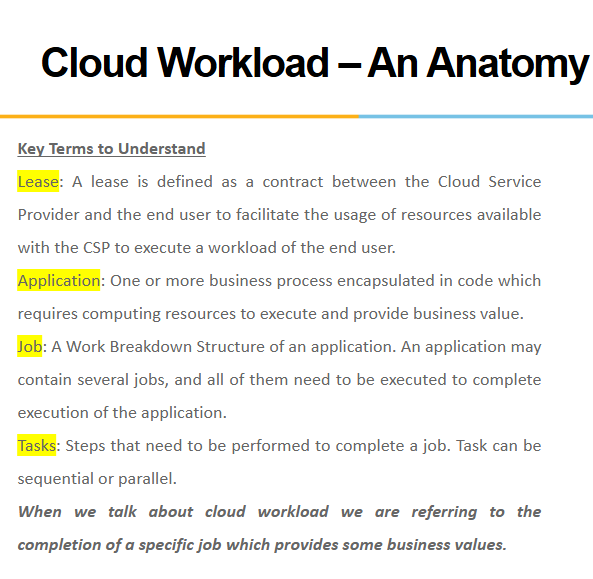 Cloud Workload – An Anatomy
Key Terms to Understand
Lease: A lease is defined as a contract between the Cloud Service
Provider and the end user to facilitate the usage of resources available
with the CSP to execute a workload of the end user.
Application: One or more business process encapsulated in code which
requires computing resources to execute and provide business value.
Job: A Work Breakdown Structure of an application. An application may
contain several jobs, and all of them need to be executed to complete
execution of the application.
Tasks: Steps that need to be performed to complete a job. Task can be
sequential or parallel.
When we talk about cloud workload we are referring to the
completion of a specific job which provides some business values.